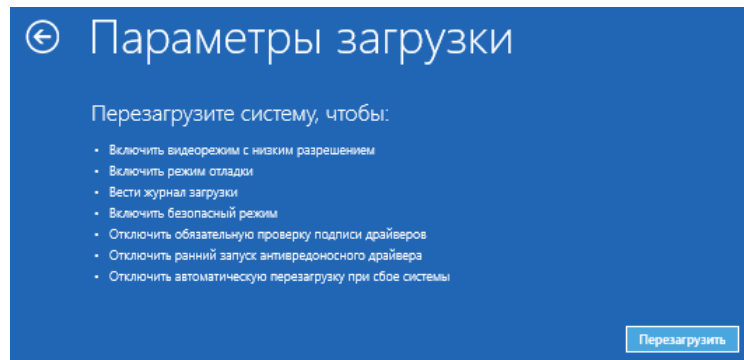 Параметры загрузки
Перезагрузите систему, чтобы:
• Включить видеорежим с низким разрешением
• Включить режим отладки
• Вести журнал загрузки
• Включить безопасный режим
• Отключить обязательную проверку подписи драйверов
• Отключить ранний запуск антивредоносного драйвера
• Отключить автоматическую перезагрузку при сбое системы
Перезагрузить